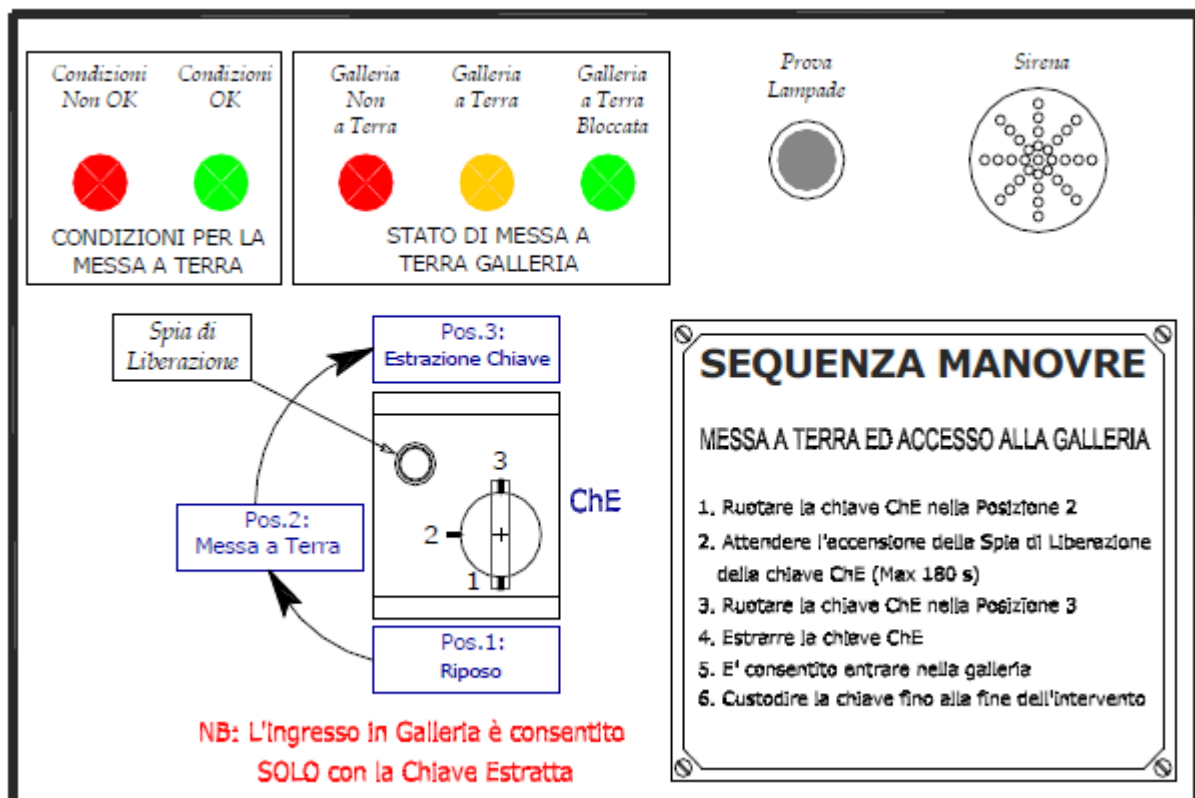 Condizioni
Non OK
Condizioni
OK
CONDIZIONI PER LA
MESSA A TERRA
Galleria
Non
a Terra
Galleria
a Terra
Galleria
a Terra
Bloccata
STATO DI MESSA A
TERRA GALLERIA
Prova
Lampade
Sirena
Spia di
Liberazione
Pos.3:
Estrazione Chiave
Pos.2:
Messa a Terra
Pos.1:
Riposo
3
2
1
ChE
NB: L'ingresso in Galleria è consentito
SOLO con la Chiave Estratta
SEQUENZA MANOVRE
MESSA A TERRA ED ACCESSO ALLA GALLERIA
1. Ruotare la chiave ChE nella Posizione 2
2. Attendere l'accensione della Spia di Liberazione
della chiave ChE (Max 180 s)
3. Ruotare la chiave ChE nella Posizione 3
4. Estrarre la chiave ChE
5. E' consentito entrare nella galleria
6. Custodire la chiave fino alla fine dell'intervento